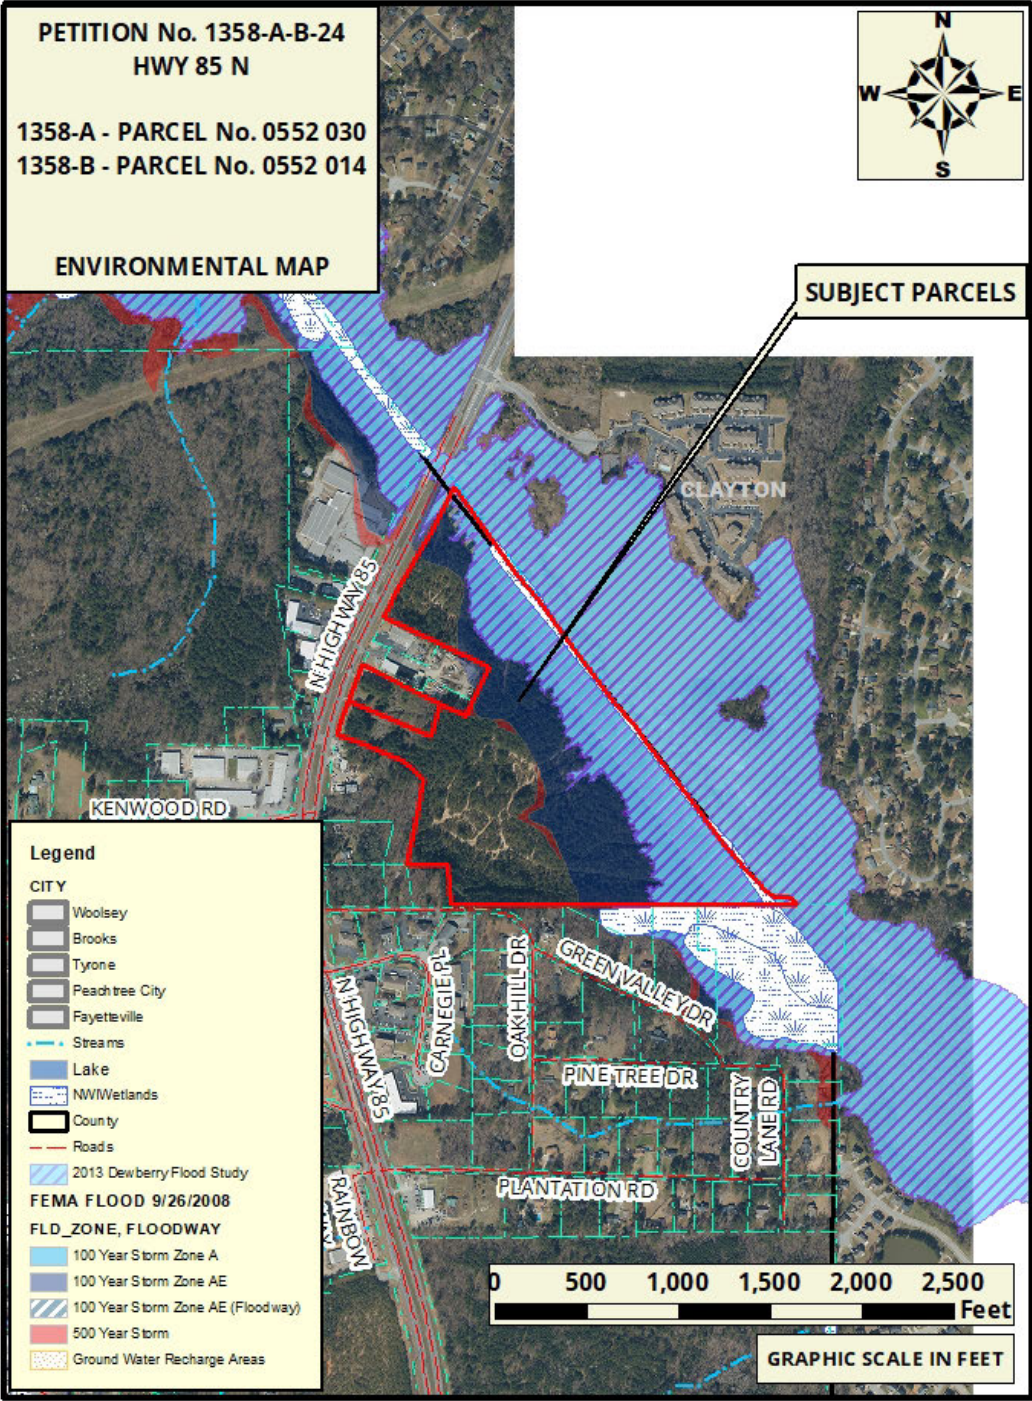 PETITION No. 1358-A-B-24
HWY 85 N
1358-A - PARCEL No. 0552 030
1358-B - PARCEL No. 0552 014
ENVIRONMENTAL MAP
N
W
E
S
SUBJECT PARCELS
CLAYTON
N HIGHWAY 85
KENWOOD RD
Legend
CITY
Woolsey
Brooks
Tyrone
Peachtree City
Fayetteville
Streams
Lake
NWIWetlands
County
Roads
2013 Dewberry Flood Study
FEMA FLOOD 9/26/2008
FLD_ZONE, FLOODWAY
100 Year Storm Zone A
100 Year Storm Zone AE
100 Year Storm Zone AE (Floodway)
500 Year Storm
Ground Water Recharge Areas
N HIGHWAY 85
CARNEGIE PL
OAK HILL DR
GREEN VALLEY DR
PINE TREE DR
COUNTRY
LANE RD
PLANTATION RD
RAINBOW
0 500 1,000 1,500 2,000 2,500
Feet
GRAPHIC SCALE IN FEET